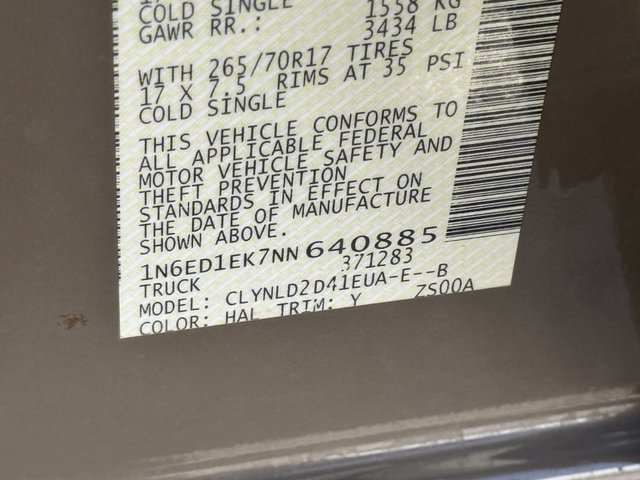 COLD SINGLE 1558 KG
GAWR RR.: 3434 LB
WITH 265/70R17 TIRES
17 X 7.5 RIMS AT 35 PSI
COLD SINGLE
THIS VEHICLE CONFORMS TO
ALL APPLICABLE FEDERAL
MOTOR VEHICLE SAFETY AND
THEFT PREVENTION
STANDARDS IN EFFECT ON
THE DATE OF MANUFACTURE
SHOWN ABOVE.
1N6ED1EK7NN640885
TRUCK 371283
MODEL: CLYNLD2D41EUA-E--B
COLOR: HAL TRIM: Y ZS00A